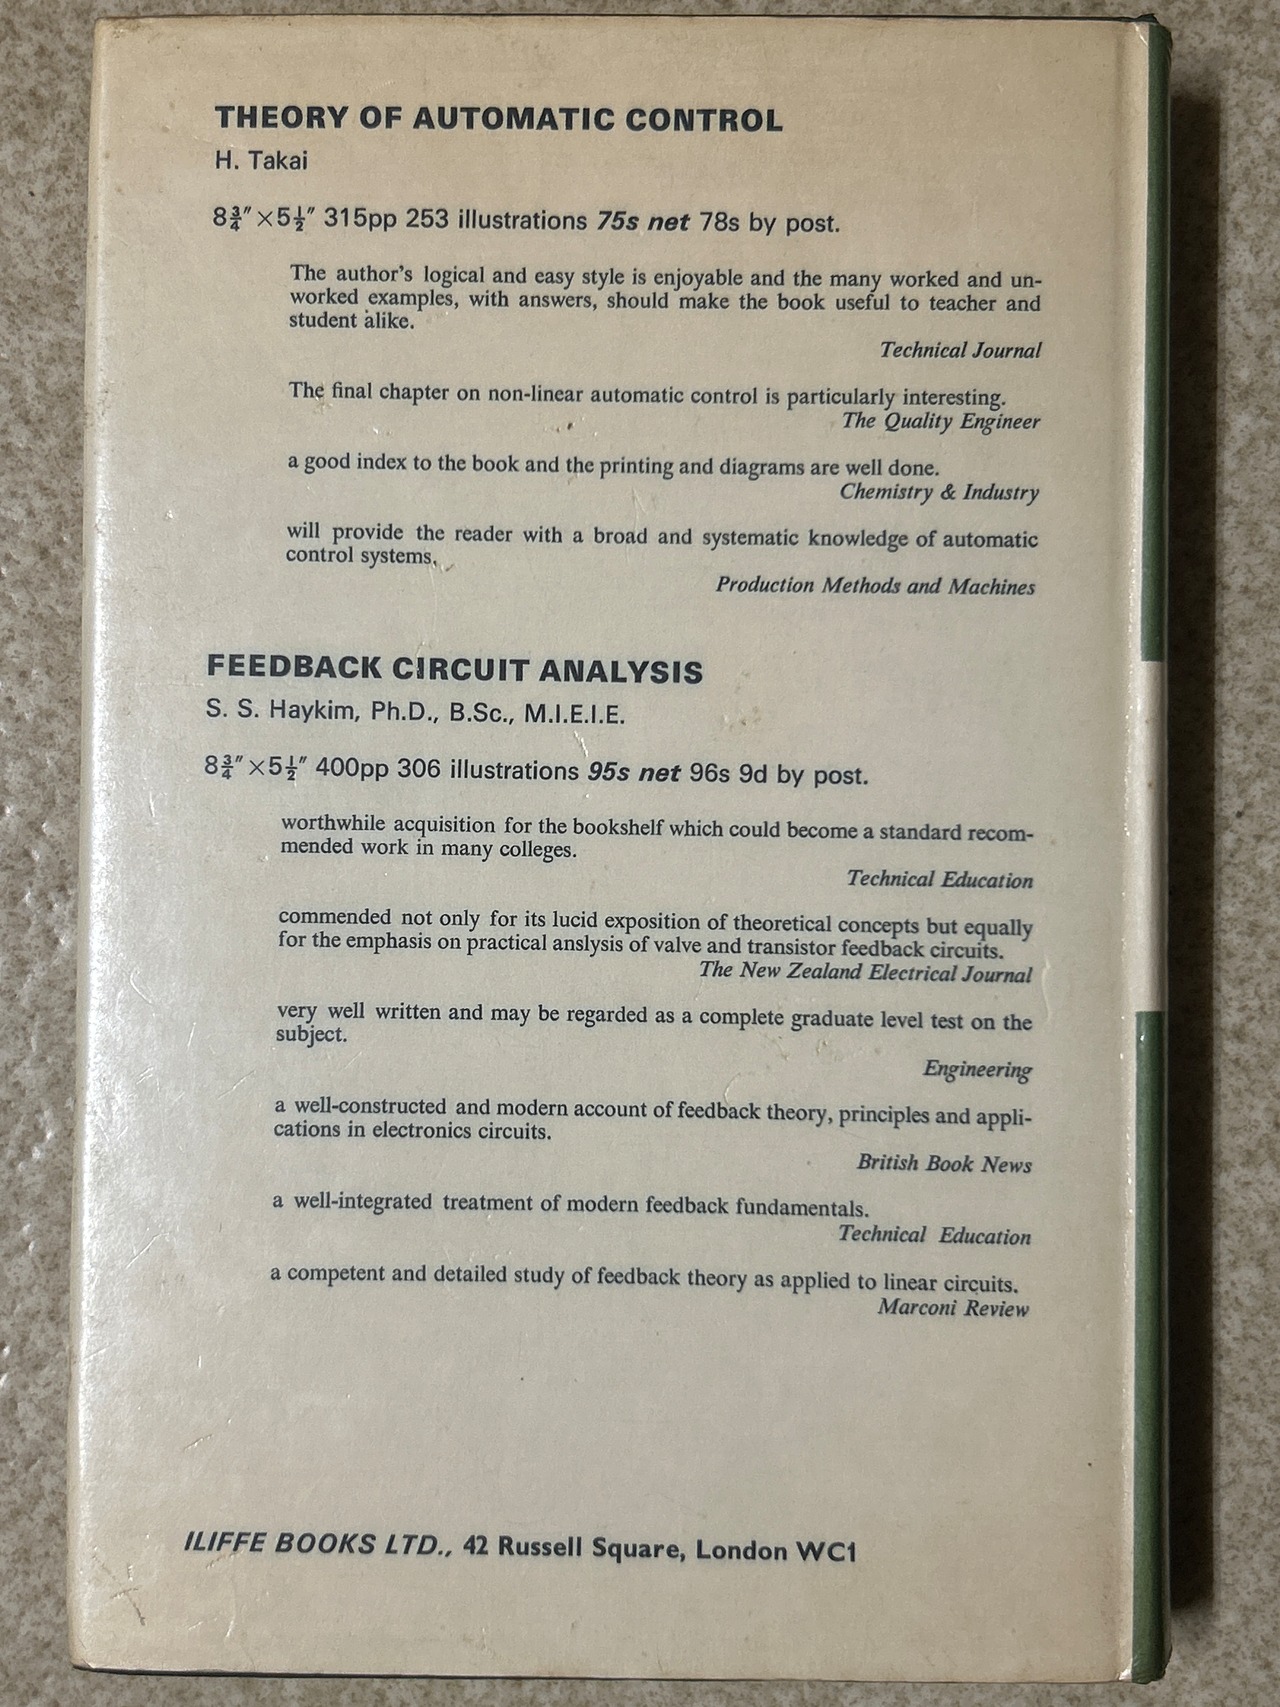 THEORY OF AUTOMATIC CONTROL
H. Takai
8¾″×5½″ 315pp 253 illustrations 75s net 78s by post.
The author's logical and easy style is enjoyable and the many worked and un-
worked examples, with answers, should make the book useful to teacher and
student alike.
Technical Journal
The final chapter on non-linear automatic control is particularly interesting.
The Quality Engineer
a good index to the book and the printing and diagrams are well done.
Chemistry & Industry
will provide the reader with a broad and systematic knowledge of automatic
control systems.
Production Methods and Machines
FEEDBACK CIRCUIT ANALYSIS
S. S. Haykim, Ph.D., B.Sc., M.I.E.I.E.
8¾″×5½″ 400pp 306 illustrations 95s net 96s 9d by post.
worthwhile acquisition for the bookshelf which could become a standard recom-
mended work in many colleges.
Technical Education
commended not only for its lucid exposition of theoretical concepts but equally
for the emphasis on practical anslysis of valve and transistor feedback circuits.
The New Zealand Electrical Journal
very well written and may be regarded as a complete graduate level test on the
subject.
Engineering
a well-constructed and modern account of feedback theory, principles and appli-
cations in electronics circuits.
British Book News
a well-integrated treatment of modern feedback fundamentals.
Technical Education
a competent and detailed study of feedback theory as applied to linear circuits.
Marconi Review
ILIFFE BOOKS LTD., 42 Russell Square, London WC1